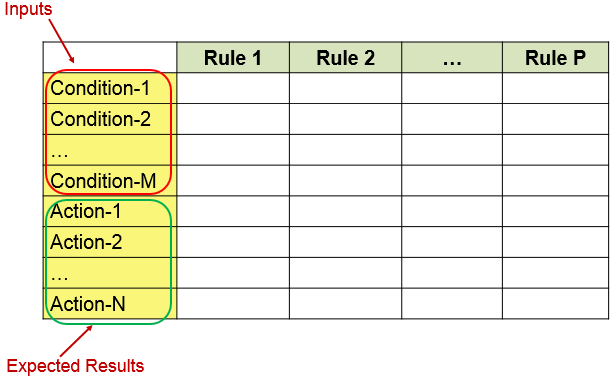 Inputs
Rule 1 Rule 2 … Rule P
Condition-1
Condition-2
…
Condition-M
Action-1
Action-2
…
Action-N
Expected Results